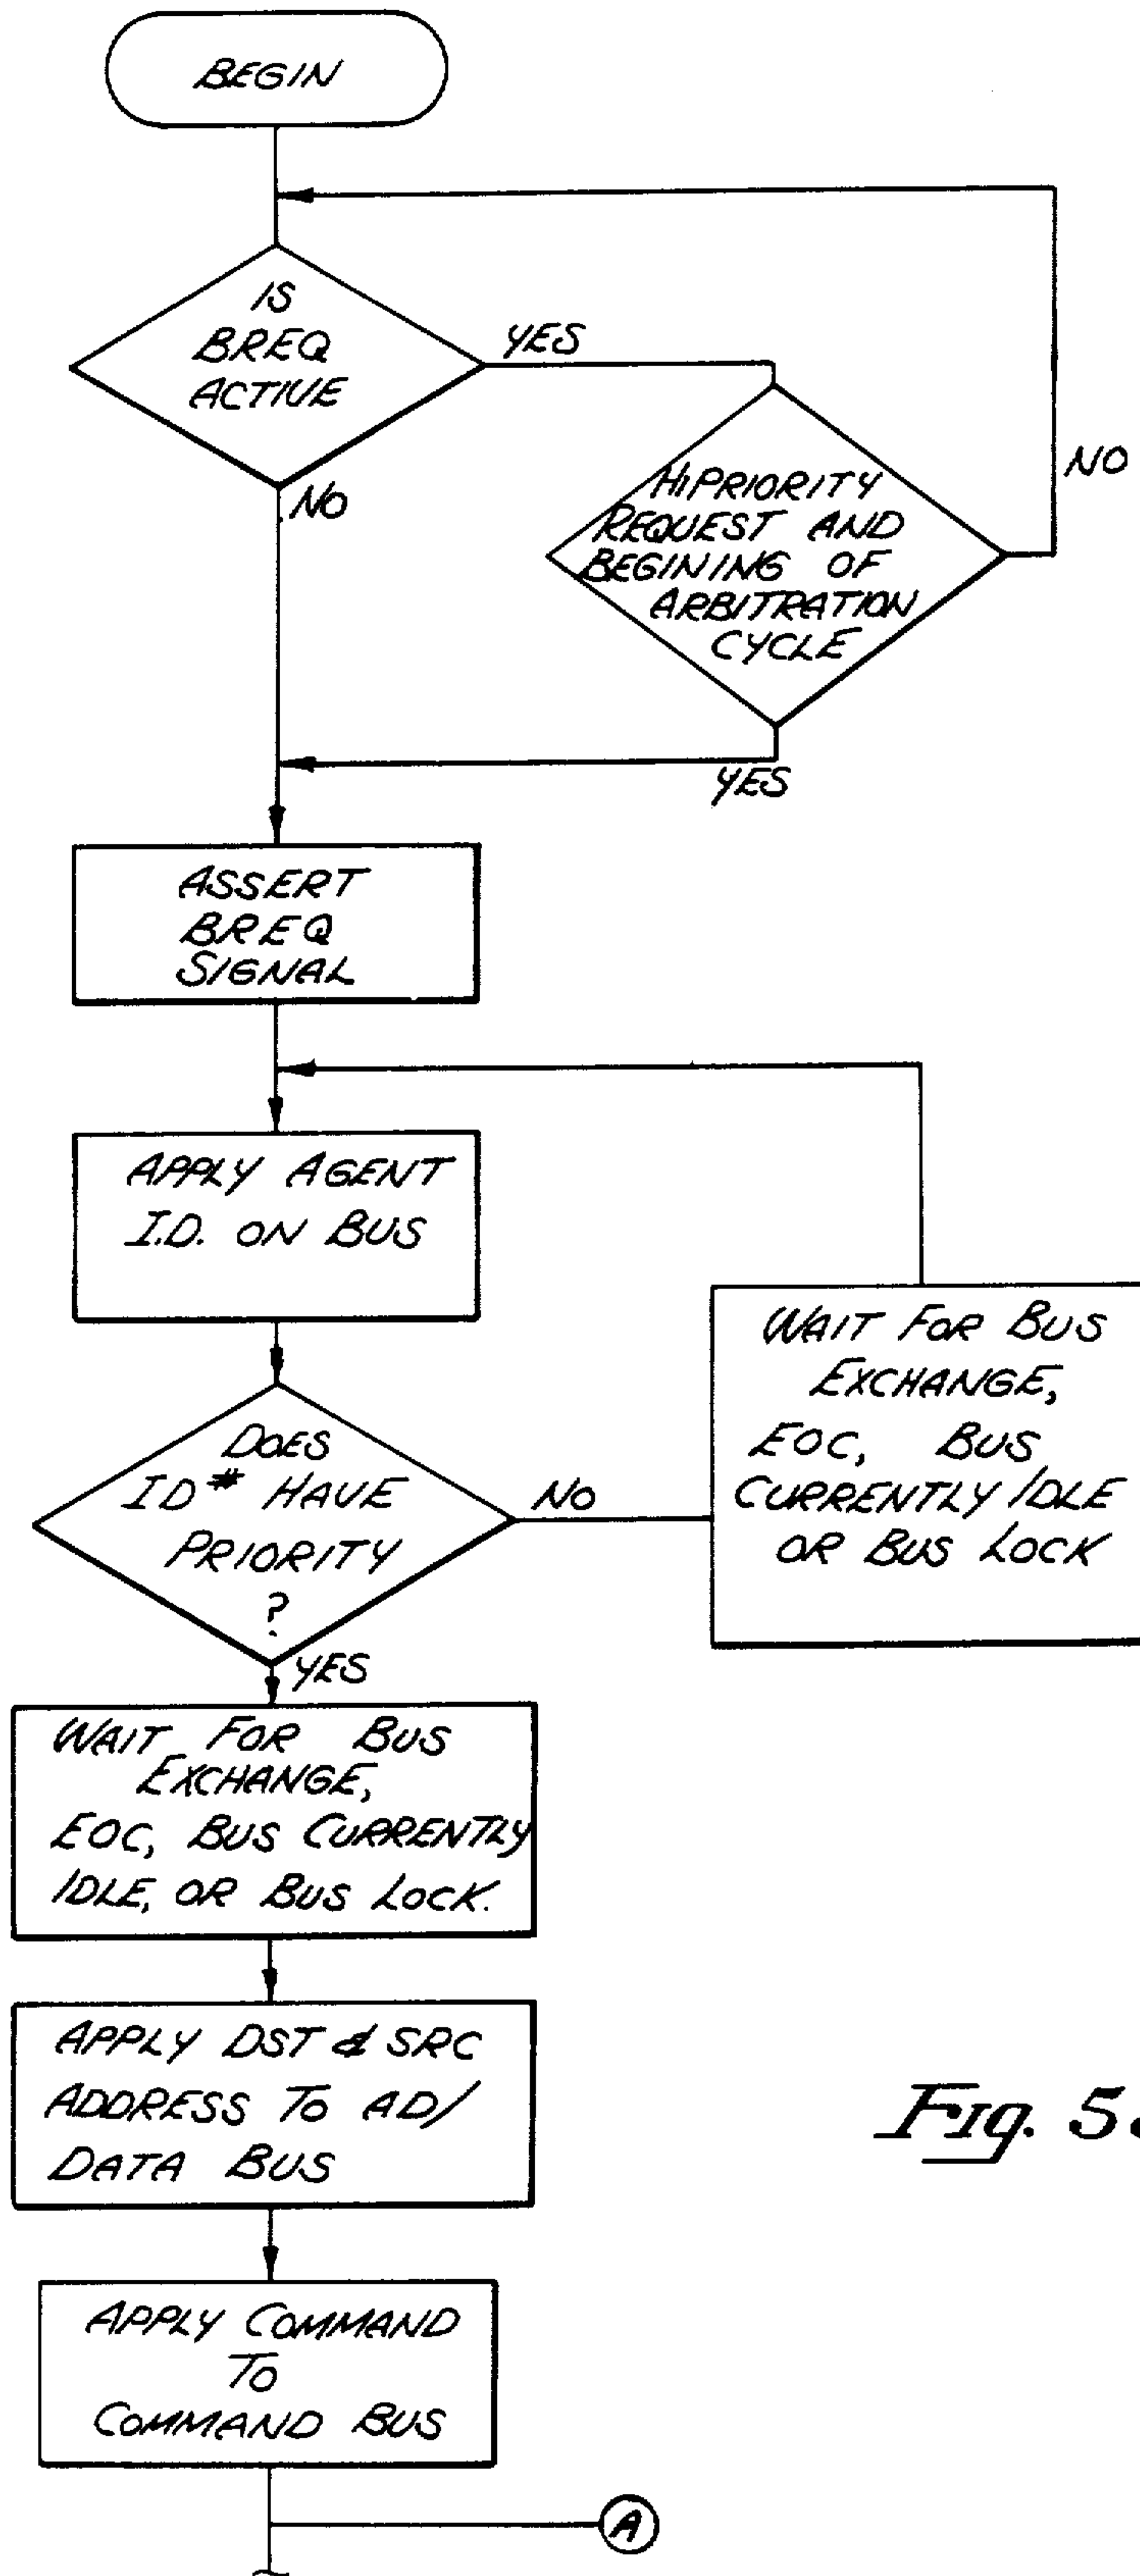 BEGIN
IS
BREQ
ACTIVE
YES
NO
HIPRIORITY
REQUEST AND
BEGINING OF
ARBITRATION
CYCLE
NO
YES
ASSERT
BREQ
SIGNAL
APPLY AGENT
I.D. ON BUS
DOES
ID# HAVE
PRIORITY
?
NO
WAIT FOR BUS
EXCHANGE,
EOC, BUS
CURRENTLY IDLE
OR BUS LOCK
YES
WAIT FOR BUS
EXCHANGE,
EOC, BUS CURRENTLY
IDLE, OR BUS LOCK.
APPLY DST & SRC
ADDRESS TO AD/
DATA BUS
Fig. 5
APPLY COMMAND
TO
COMMAND BUS
A